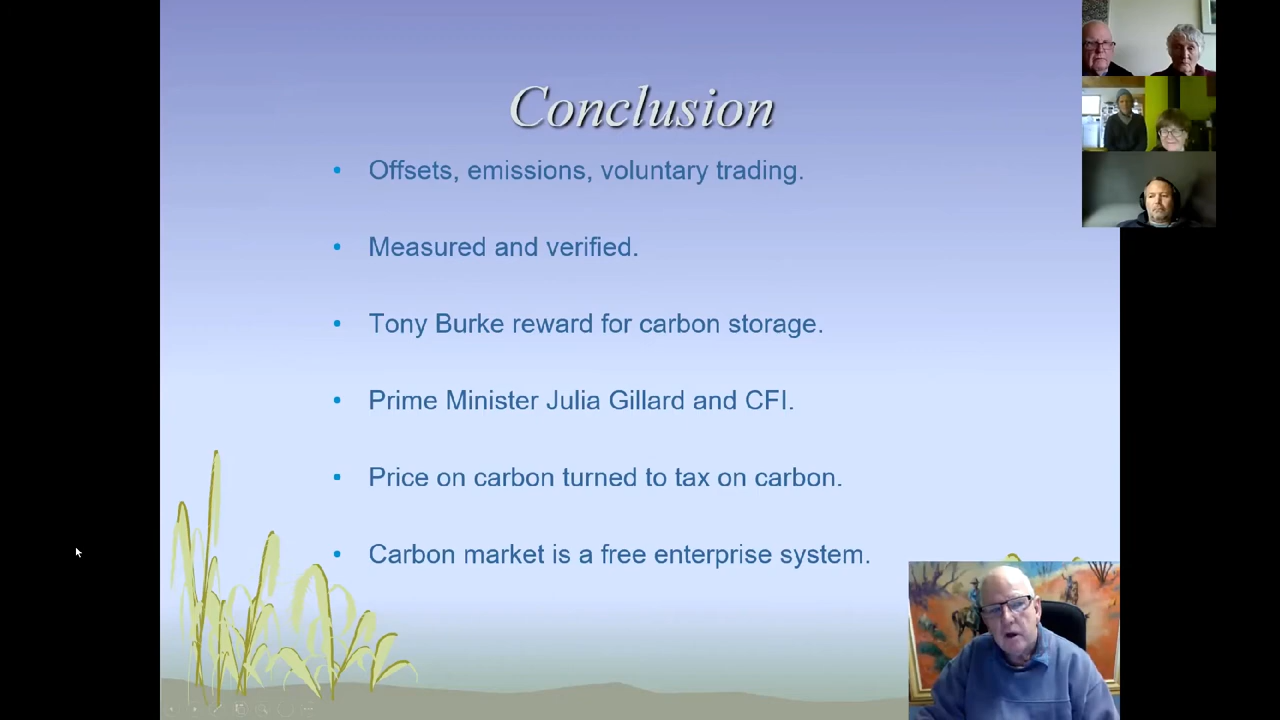 Conclusion
Offsets, emissions, voluntary trading.
Measured and verified.
Tony Burke reward for carbon storage.
Prime Minister Julia Gillard and CFI.
Price on carbon turned to tax on carbon.
Carbon market is a free enterprise system.